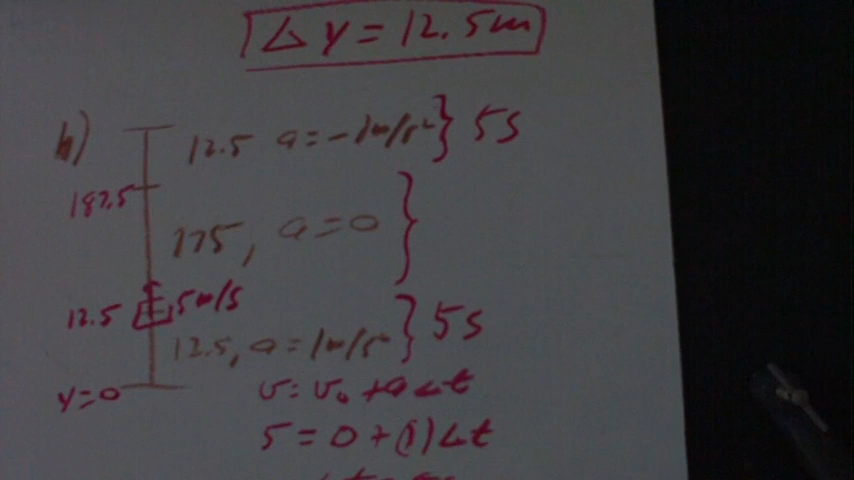 Δy = 12.5m
b)
12.5 a = -1m/s² } 5s
187.5
175, a = 0 }
12.5 5m/s
12.5, a = 1m/s² } 5s
y=0
v = v₀ + aΔt
5 = 0 + (1)Δt